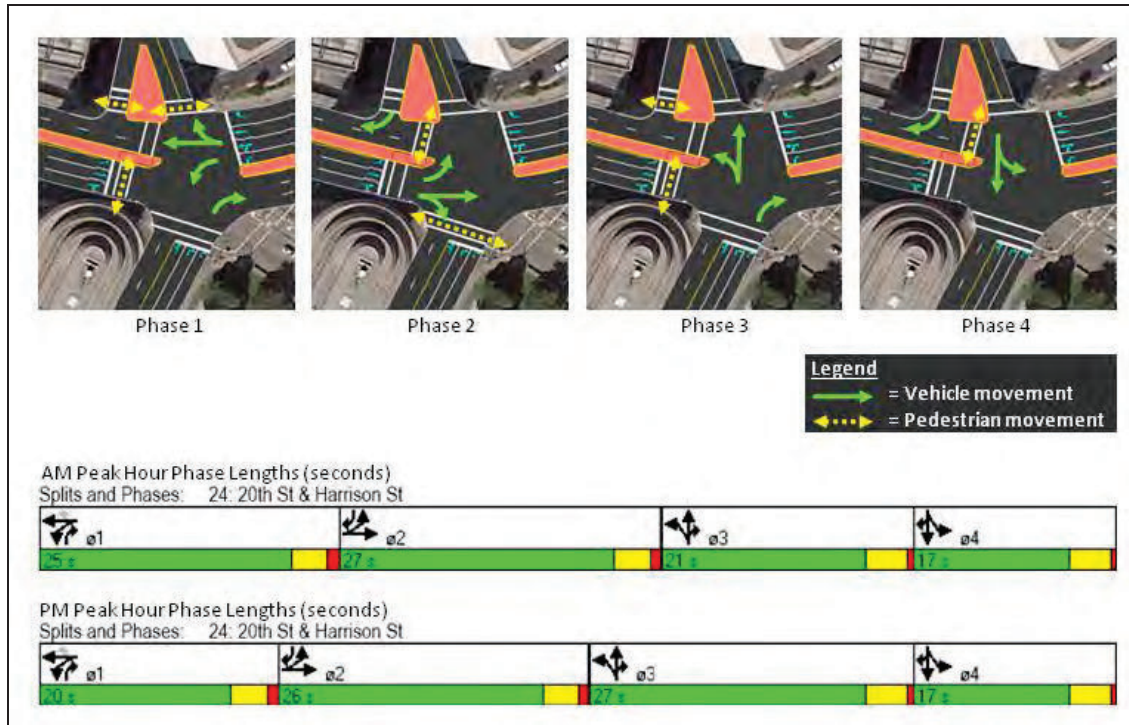 Phase 1
Phase 2
Phase 3
Phase 4
Legend
= Vehicle movement
= Pedestrian movement
AM Peak Hour Phase Lengths (seconds)
Splits and Phases: 24: 20th St & Harrison St
ø1
ø2
ø3
ø4
25 s
27 s
21 s
17 s
PM Peak Hour Phase Lengths (seconds)
Splits and Phases: 24: 20th St & Harrison St
ø1
ø2
ø3
ø4
20 s
26 s
27 s
17 s